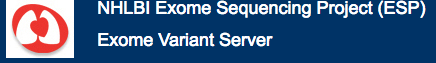 NHLBI Exome Sequencing Project (ESP)
Exome Variant Server